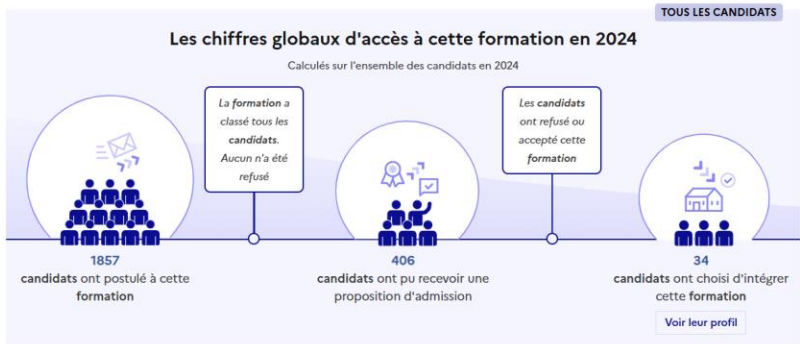 TOUS LES CANDIDATS
Les chiffres globaux d'accès à cette formation en 2024
Calculés sur l'ensemble des candidats en 2024
La formation a
classé tous les
candidats.
Aucun n'a été
refusé
Les candidats
ont refusé ou
accepté cette
formation
1857
candidats ont postulé à cette
formation
406
candidats ont pu recevoir une
proposition d'admission
34
candidats ont choisi d'intégrer
cette formation
Voir leur profil